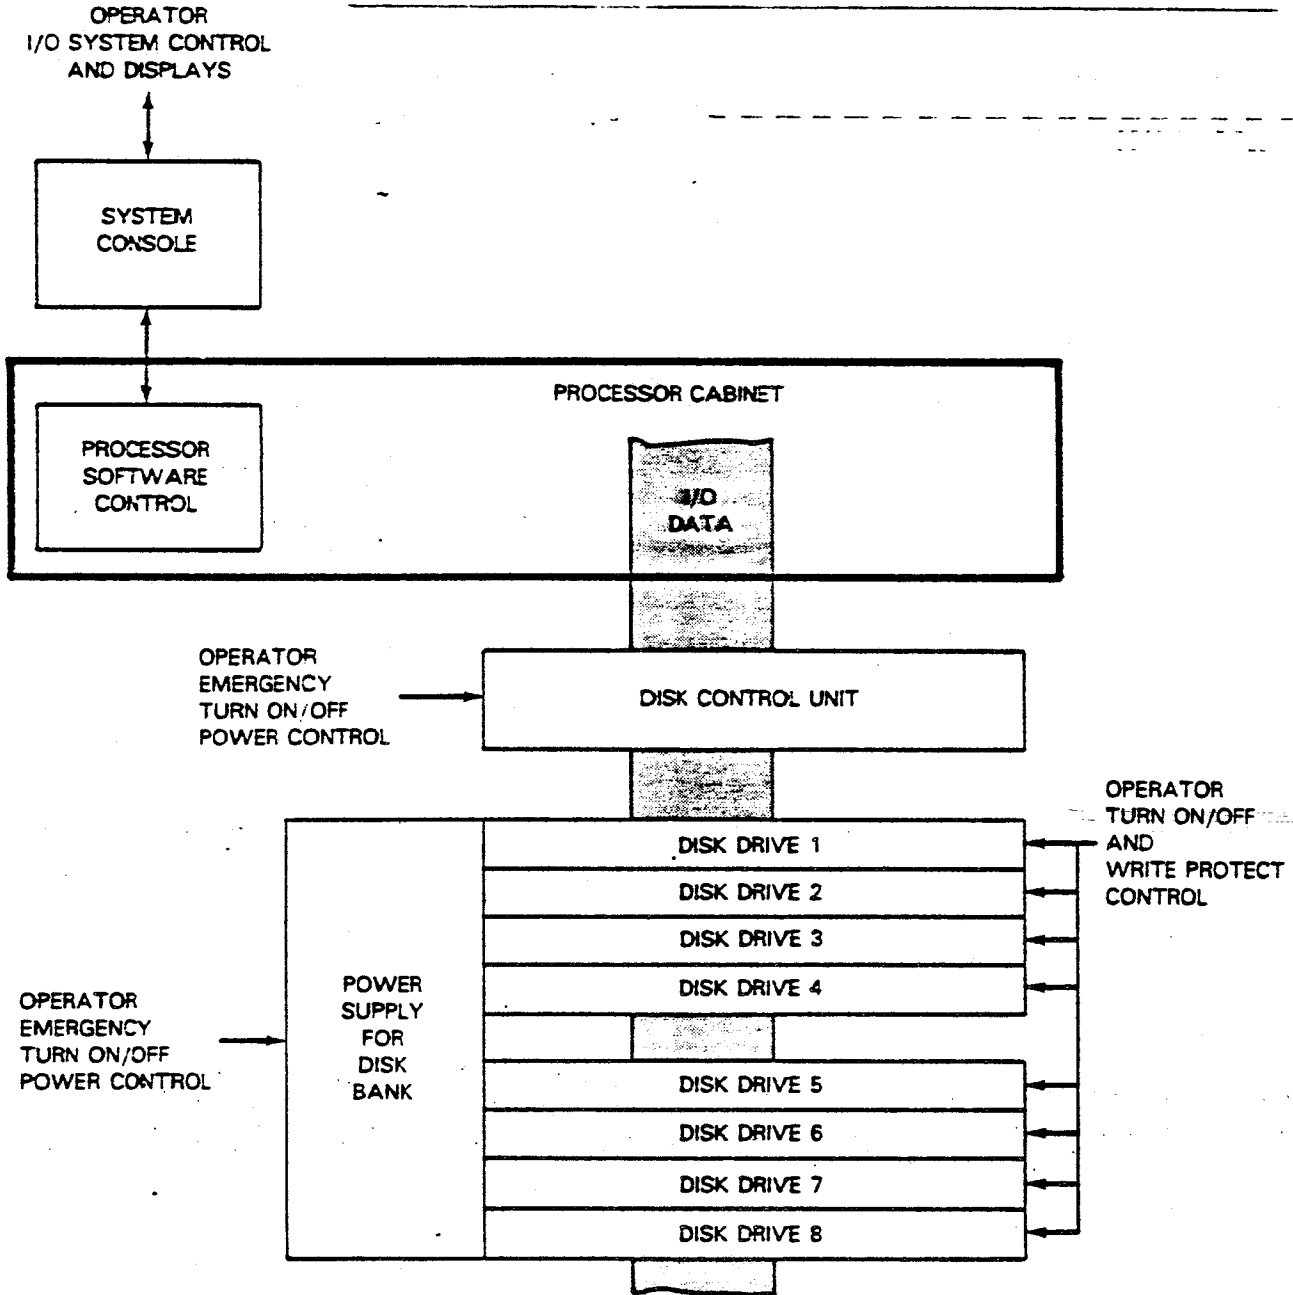 OPERATOR
I/O SYSTEM CONTROL
AND DISPLAYS
SYSTEM
CONSOLE
PROCESSOR CABINET
PROCESSOR
SOFTWARE
CONTROL
I/O
DATA
OPERATOR
EMERGENCY
TURN ON/OFF
POWER CONTROL
DISK CONTROL UNIT
OPERATOR
TURN ON/OFF
AND
WRITE PROTECT
CONTROL
DISK DRIVE 1
DISK DRIVE 2
DISK DRIVE 3
DISK DRIVE 4
POWER
SUPPLY
FOR
DISK
BANK
OPERATOR
EMERGENCY
TURN ON/OFF
POWER CONTROL
DISK DRIVE 5
DISK DRIVE 6
DISK DRIVE 7
DISK DRIVE 8